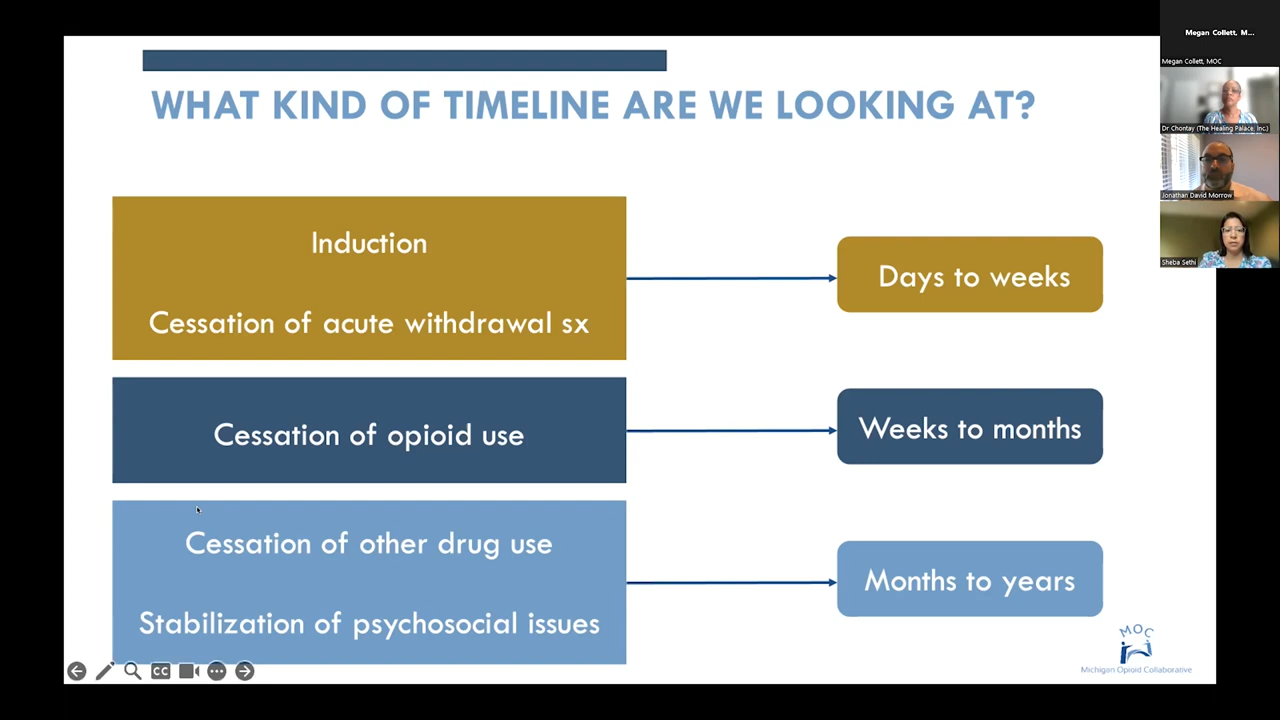 WHAT KIND OF TIMELINE ARE WE LOOKING AT?
Induction
Cessation of acute withdrawal sx
Days to weeks
Cessation of opioid use
Weeks to months
Cessation of other drug use
Stabilization of psychosocial issues
Months to years
MOC
Michigan Opioid Collaborative
CC
Megan Collett, M...
Megan Collett, MOC
Dr Chontay (The Healing Palace, Inc.)
Jonathan David Morrow
Sheba Sethi